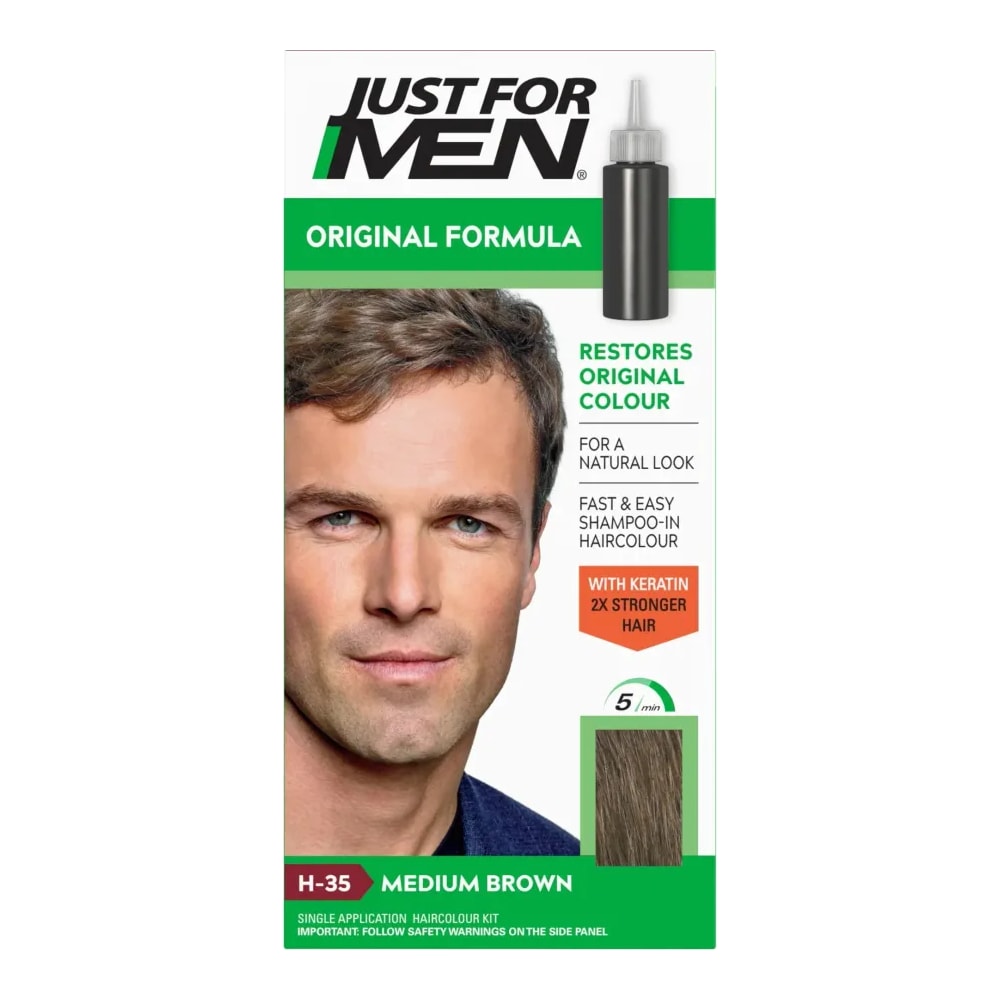 JUST FOR
MEN®
ORIGINAL FORMULA
RESTORES
ORIGINAL
COLOUR
FOR A
NATURAL LOOK
FAST & EASY
SHAMPOO-IN
HAIRCOLOUR
WITH KERATIN
2X STRONGER
HAIR
5 min
H-35 MEDIUM BROWN
SINGLE APPLICATION HAIRCOLOUR KIT
IMPORTANT: FOLLOW SAFETY WARNINGS ON THE SIDE PANEL